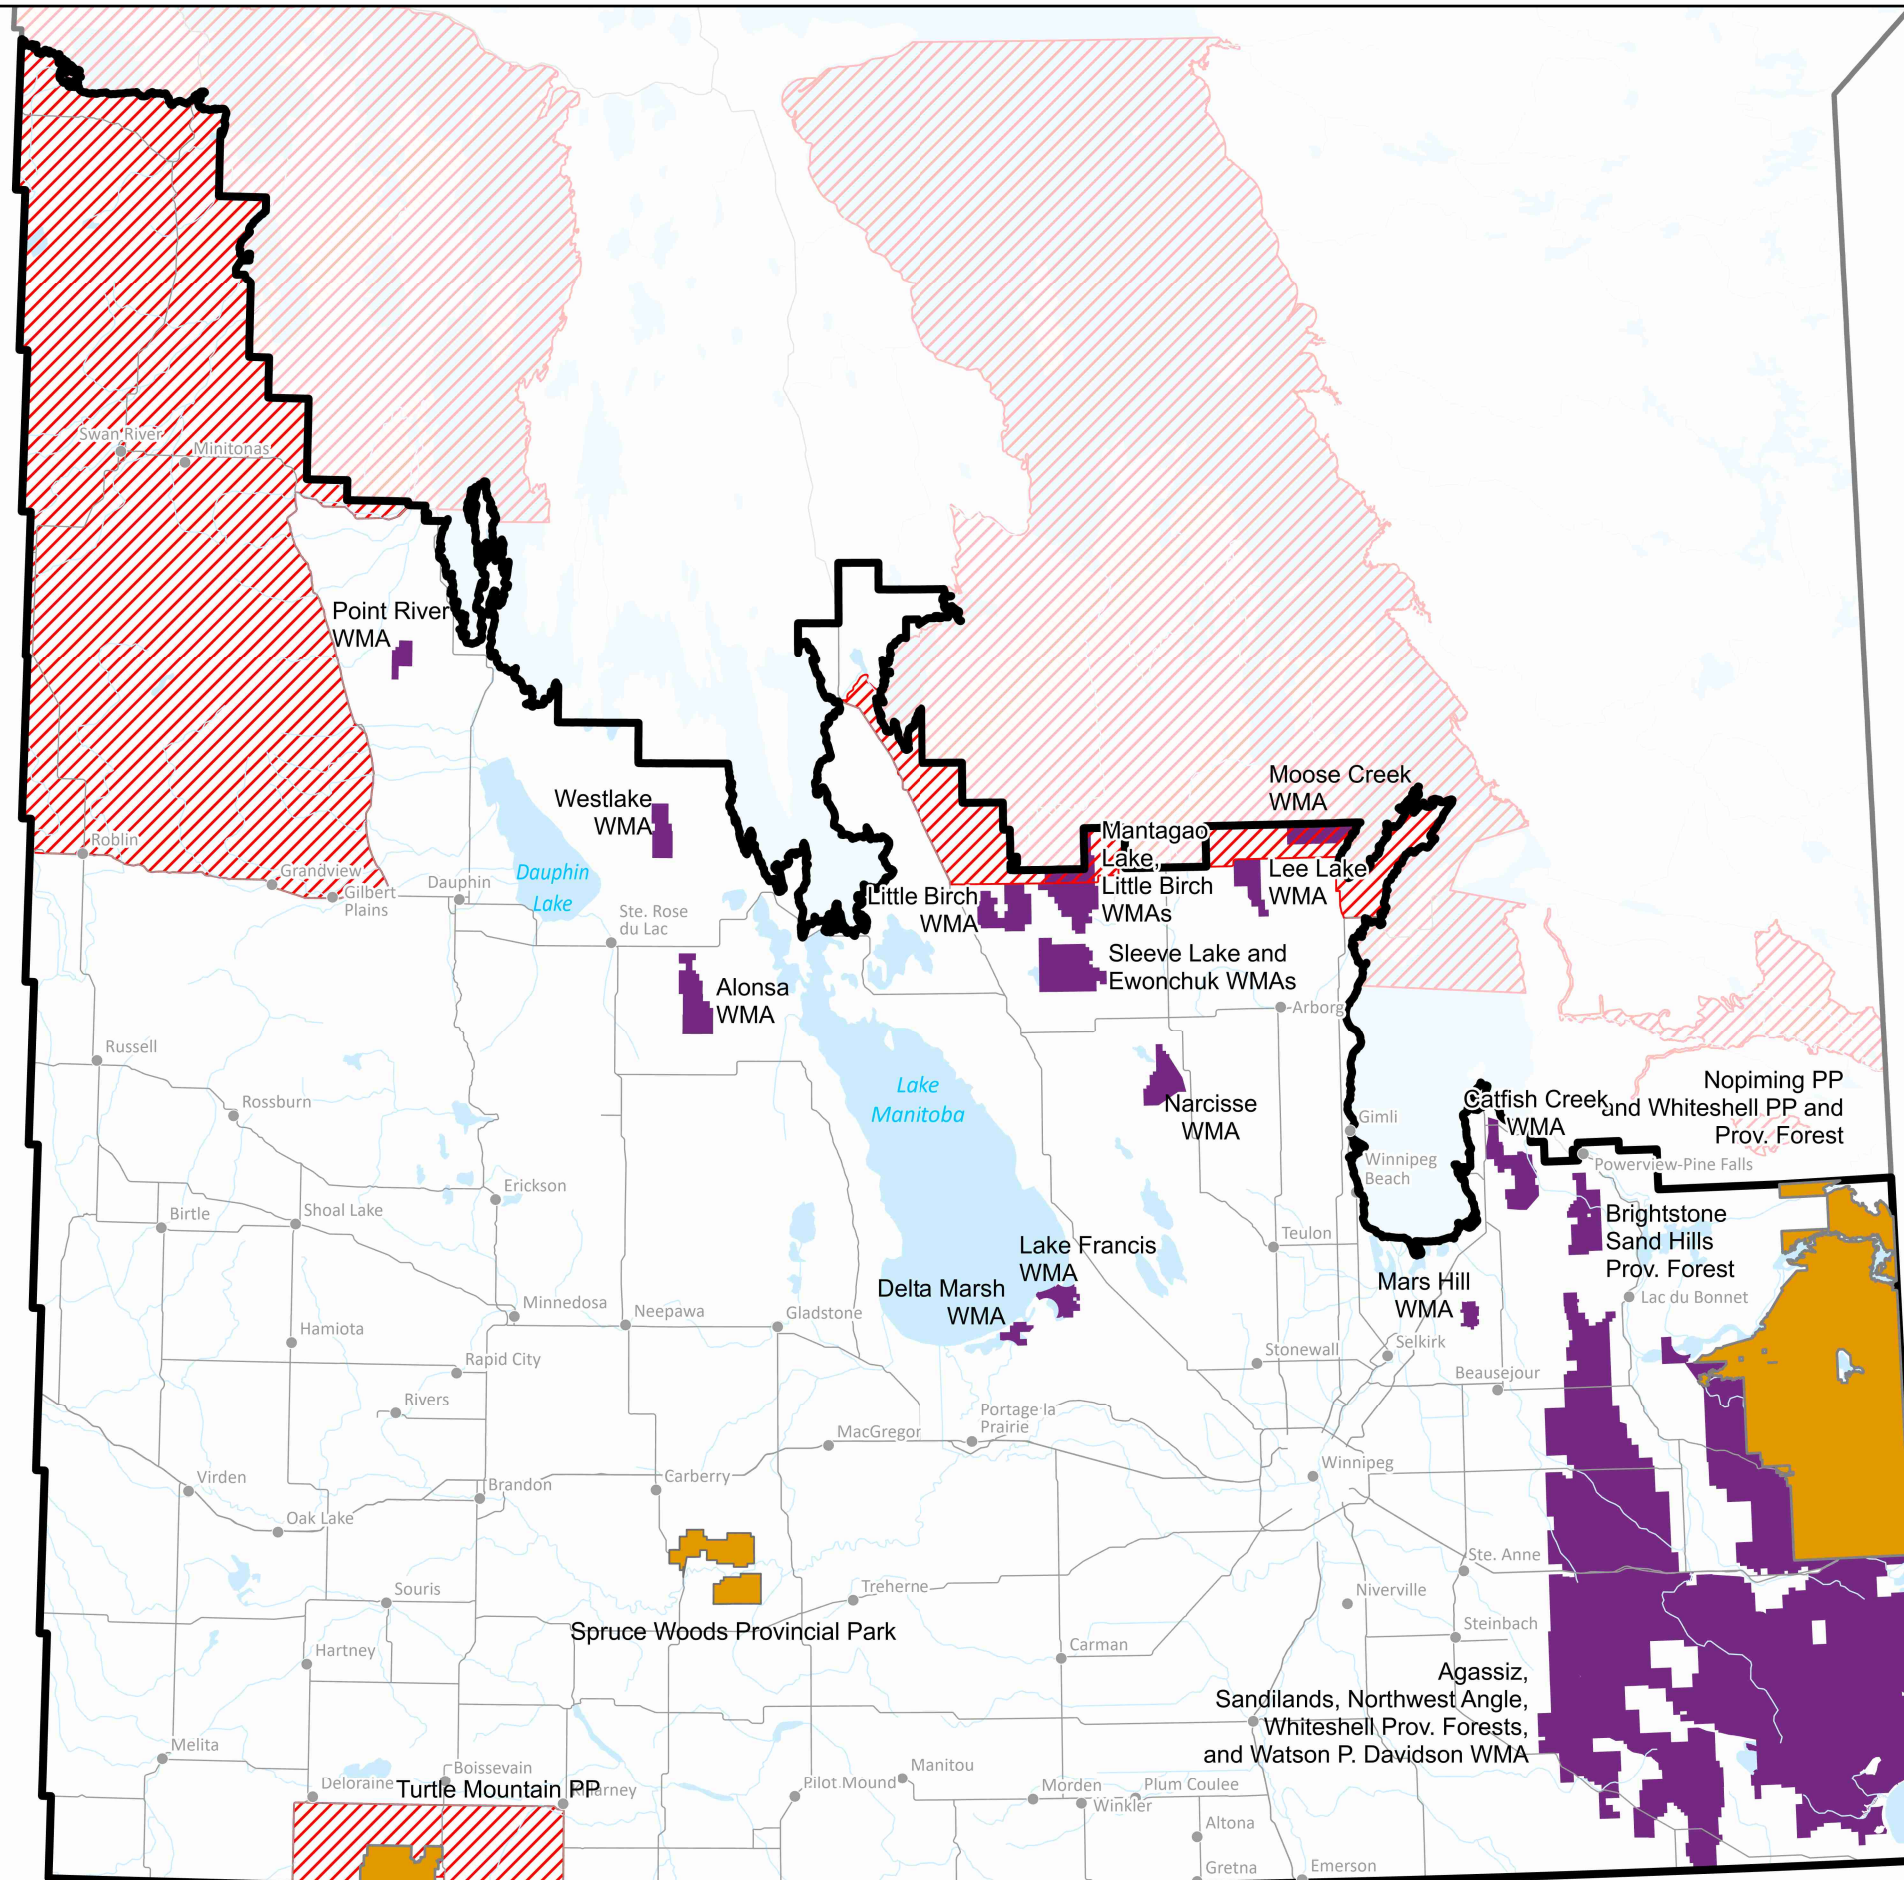 Swan River
Minitonas
Point River
WMA
Moose Creek
WMA
Westlake
WMA
Mantagao
Lake,
Little Birch
WMAs
Roblin
Lee Lake
WMA
Grandview
Gilbert
Plains
Dauphin
Dauphin
Lake
Little Birch
WMA
Ste. Rose
du Lac
Sleeve Lake and
Ewonchuk WMAs
Alonsa
WMA
Arborg
Russell
Lake
Manitoba
Rossburn
Narcisse
WMA
Gimli
Catfish Creek
WMA
Nopiming PP
and Whiteshell PP and
Prov. Forest
Winnipeg
Beach
Powerview-Pine Falls
Erickson
Birtle
Shoal Lake
Brightstone
Sand Hills
Prov. Forest
Teulon
Lake Francis
WMA
Delta Marsh
WMA
Mars Hill
WMA
Lac du Bonnet
Minnedosa
Neepawa
Gladstone
Hamiota
Stonewall
Selkirk
Rapid City
Beausejour
Rivers
Portage la
Prairie
MacGregor
Virden
Brandon
Carberry
Winnipeg
Oak Lake
Ste. Anne
Souris
Treherne
Niverville
Spruce Woods Provincial Park
Steinbach
Hartney
Carman
Agassiz,
Sandilands, Northwest Angle,
Whiteshell Prov. Forests,
and Watson P. Davidson WMA
Melita
Boissevain
Deloraine
Turtle Mountain PP
Pilot Mound
Manitou
Morden
Plum Coulee
Winkler
Altona
Gretna
Emerson